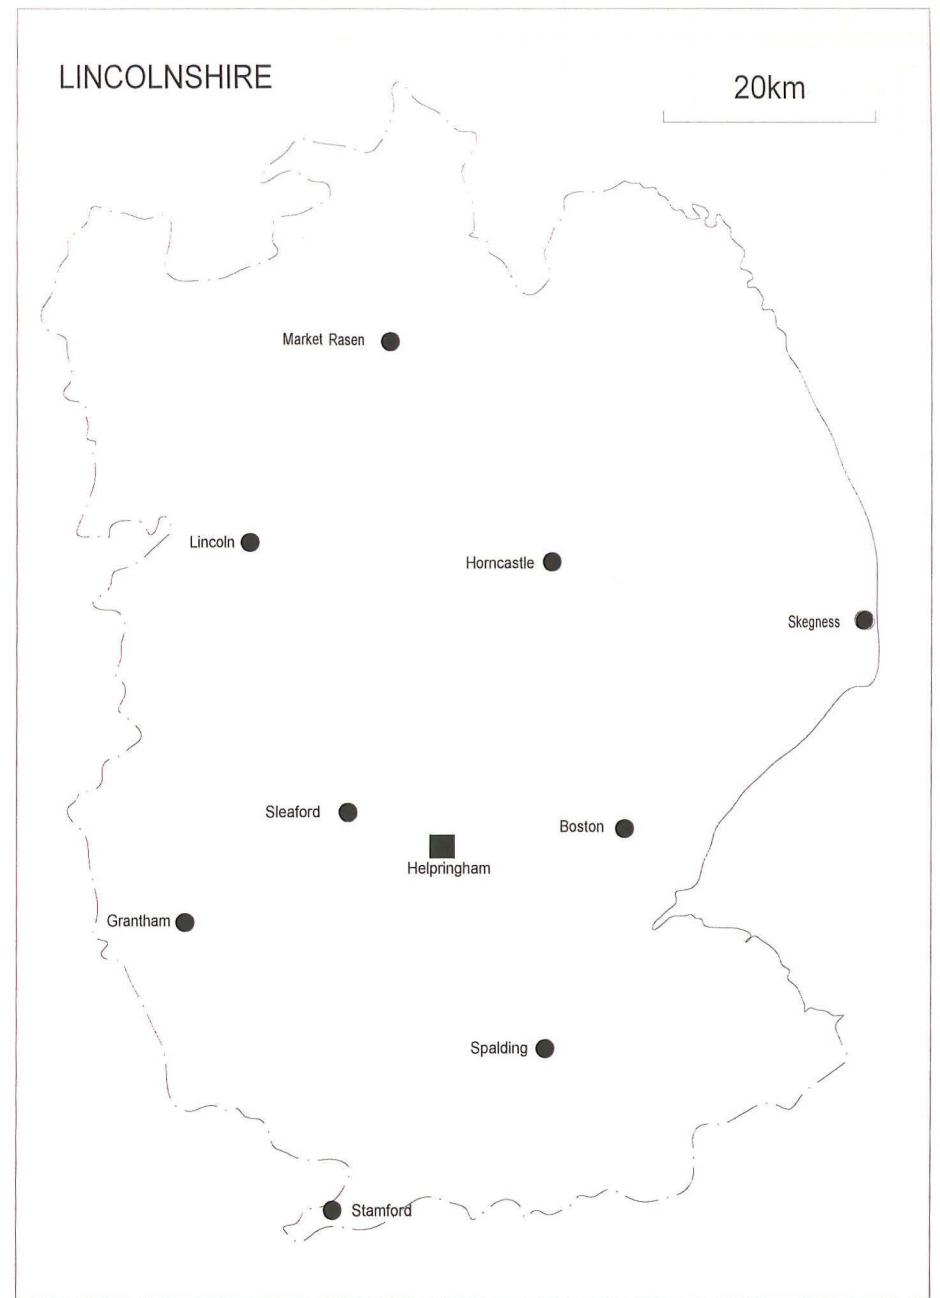 LINCOLNSHIRE
20km
Market Rasen
Lincoln
Horncastle
Skegness
Sleaford
Boston
Helpringham
Grantham
Spalding
Stamford